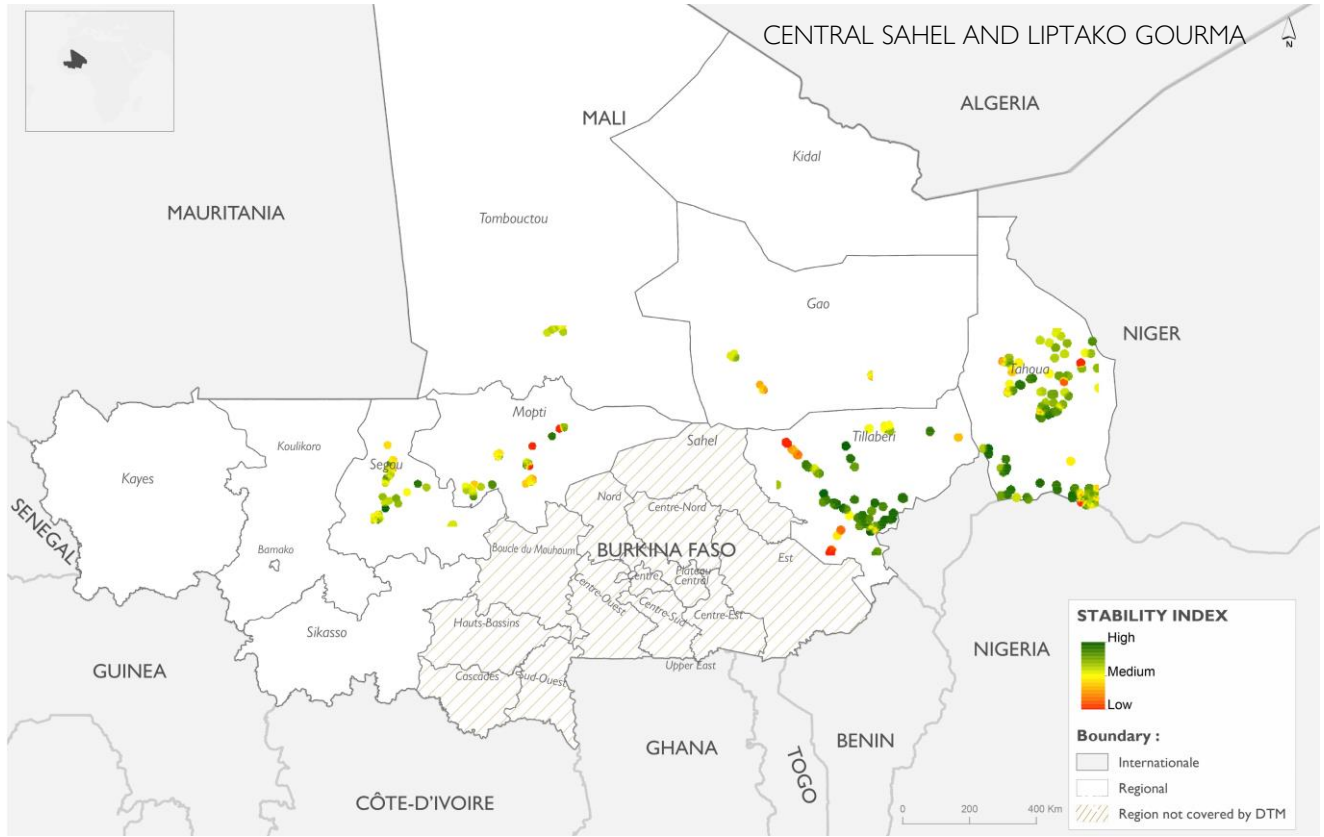 CENTRAL SAHEL AND LIPTAKO GOURMA
N
ALGERIA
MALI
Kidal
MAURITANIA
Tombouctou
Gao
NIGER
Tahoua
Mopti
Koulikoro
Sahel
Tillaberi
Kayes
Segou
SENEGAL
Nord
Centre-Nord
Bamako
Boucle du Mouhoum
BURKINA FASO
Est
Centre
Plateau
Central
Centre-Ouest
Centre-Sud
Centre-Est
Sikasso
Hauts-Bassins
Upper East
GUINEA
Cascades
Sud-Ouest
NIGERIA
GHANA
TOGO
BENIN
CÔTE-D'IVOIRE
0 200 400 Km
STABILITY INDEX
High
Medium
Low
Boundary :
Internationale
Regional
Region not covered by DTM